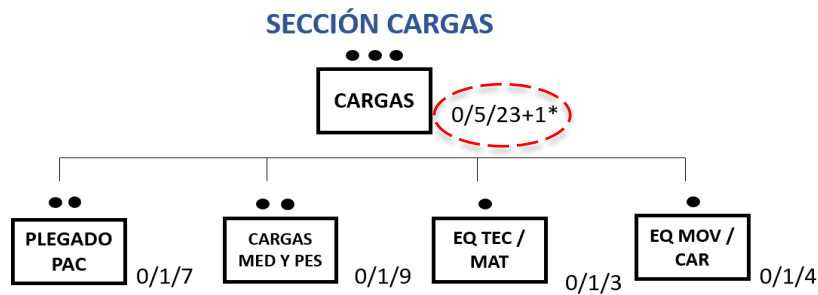 SECCIÓN CARGAS
CARGAS
0/5/23+1*
PLEGADO
PAC
0/1/7
CARGAS
MED Y PES
0/1/9
EQ TEC /
MAT
0/1/3
EQ MOV /
CAR
0/1/4